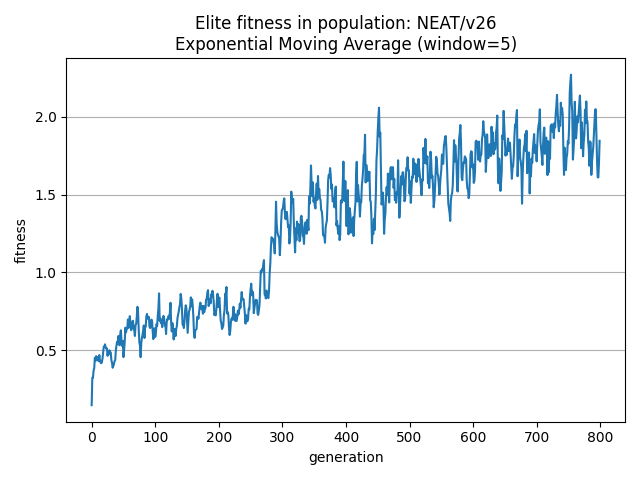 Elite fitness in population: NEAT/v26
Exponential Moving Average (window=5)
fitness
2.0
1.5
1.0
0.5
0 100 200 300 400 500 600 700 800
generation